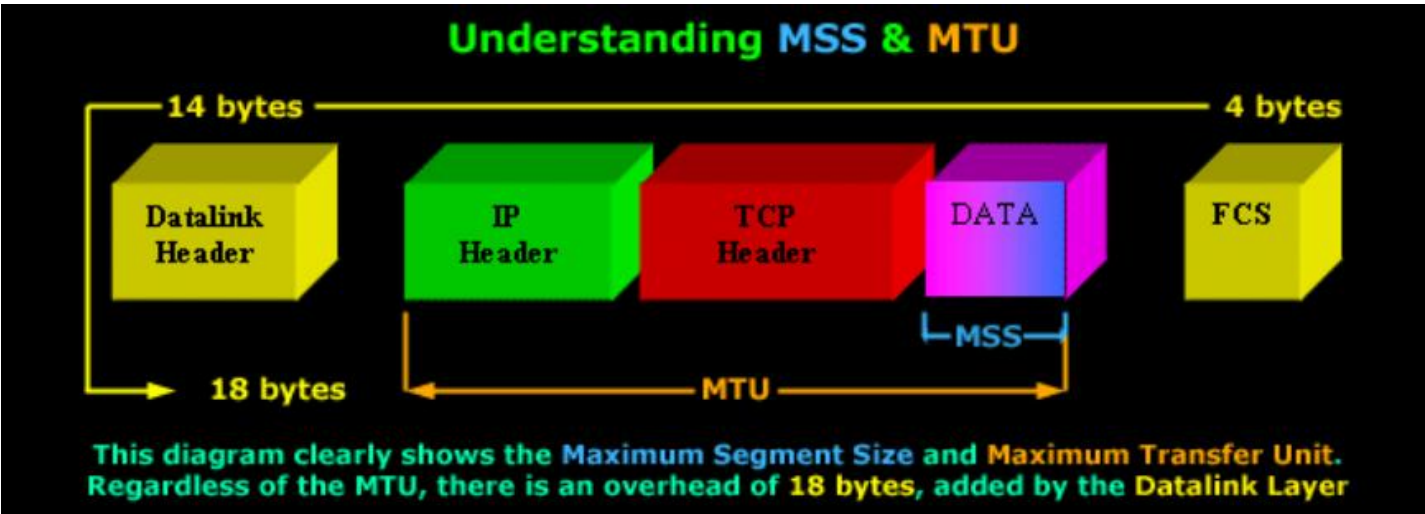 Understanding MSS & MTU
14 bytes
4 bytes
Datalink
Header
IP
Header
TCP
Header
DATA
FCS
MSS
18 bytes
MTU
This diagram clearly shows the Maximum Segment Size and Maximum Transfer Unit.
Regardless of the MTU, there is an overhead of 18 bytes, added by the Datalink Layer